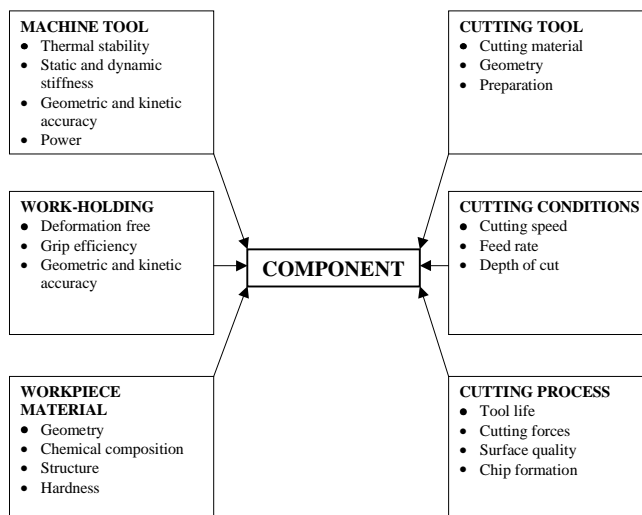 MACHINE TOOL
• Thermal stability
• Static and dynamic
stiffness
• Geometric and kinetic
accuracy
• Power
CUTTING TOOL
• Cutting material
• Geometry
• Preparation
WORK-HOLDING
• Deformation free
• Grip efficiency
• Geometric and kinetic
accuracy
COMPONENT
CUTTING CONDITIONS
• Cutting speed
• Feed rate
• Depth of cut
WORKPIECE
MATERIAL
• Geometry
• Chemical composition
• Structure
• Hardness
CUTTING PROCESS
• Tool life
• Cutting forces
• Surface quality
• Chip formation